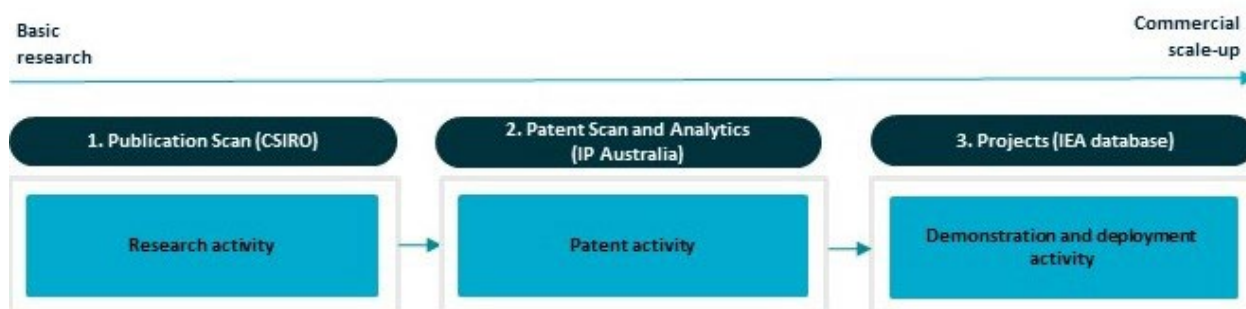 Basic
research
Commercial
scale-up
1. Publication Scan (CSIRO)
2. Patent Scan and Analytics
(IP Australia)
3. Projects (IEA database)
Research activity
Patent activity
Demonstration and deployment
activity